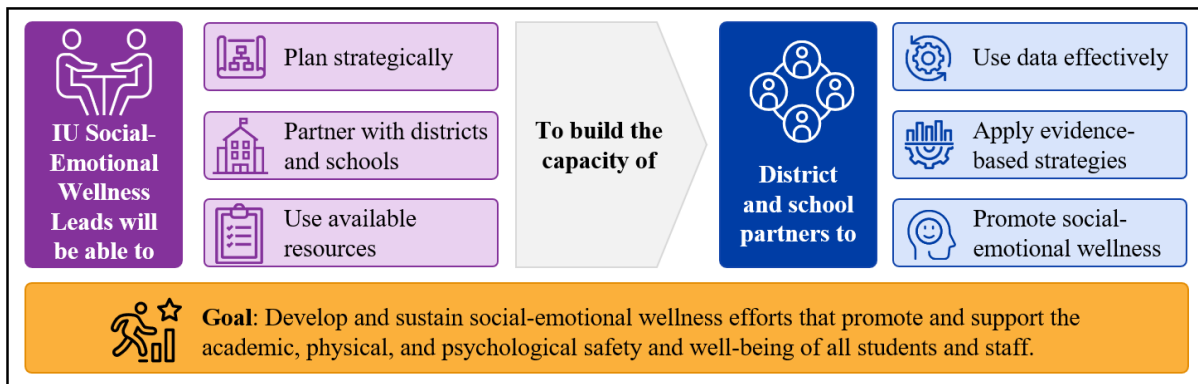 IU Social-
Emotional
Wellness
Leads will
be able to
Plan strategically
Partner with districts
and schools
Use available
resources
To build the
capacity of
District
and school
partners to
Use data effectively
Apply evidence-
based strategies
Promote social-
emotional wellness
Goal: Develop and sustain social-emotional wellness efforts that promote and support the
academic, physical, and psychological safety and well-being of all students and staff.